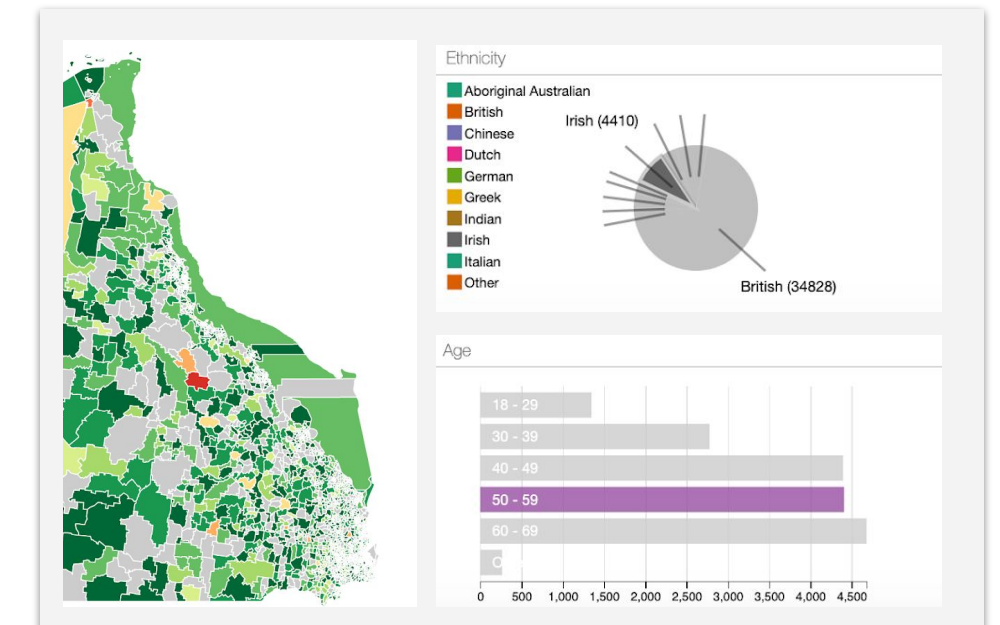 Ethnicity
Aboriginal Australian
British
Chinese
Dutch
German
Greek
Indian
Irish
Italian
Other
Irish (4410)
British (34828)
Age
18 - 29
30 - 39
40 - 49
50 - 59
60 - 69
0 500 1,000 1,500 2,000 2,500 3,000 3,500 4,000 4,500